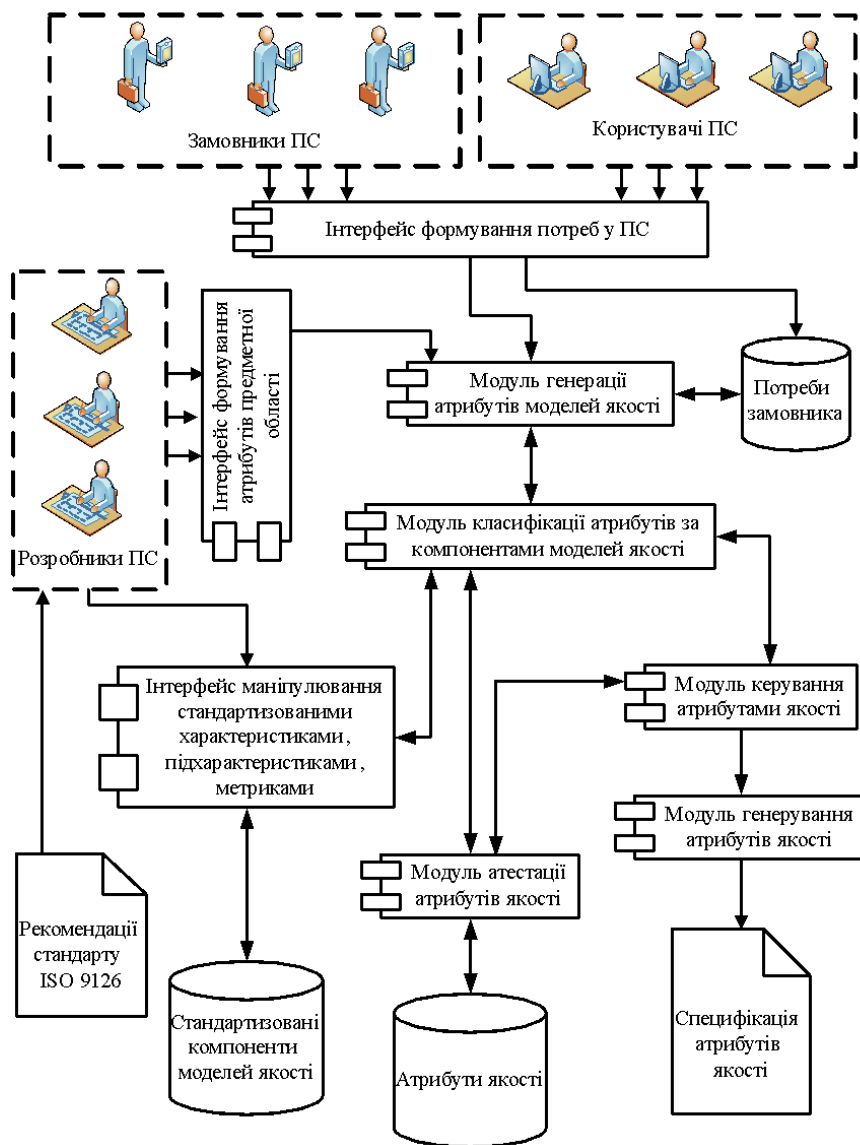 Замовники ПС
Користувачі ПС
Інтерфейс формування потреб у ПС
Інтерфейс формування
атрибутів предметної
області
Модуль генерації
атрибутів моделей якості
Потреби
замовника
Модуль класифікації атрибутів за
компонентами моделей якості
Розробники ПС
Інтерфейс маніпулювання
стандартизованими
характеристиками ,
підхарактеристиками ,
метриками
Модуль керування
атрибутами якості
Модуль генерування
атрибутів якості
Модуль атестації
атрибутів якості
Рекомендації
стандарту
ISO 9126
Стандартизовані
компоненти
моделей якості
Атрибути якості
Специфікація
атрибутів
якості